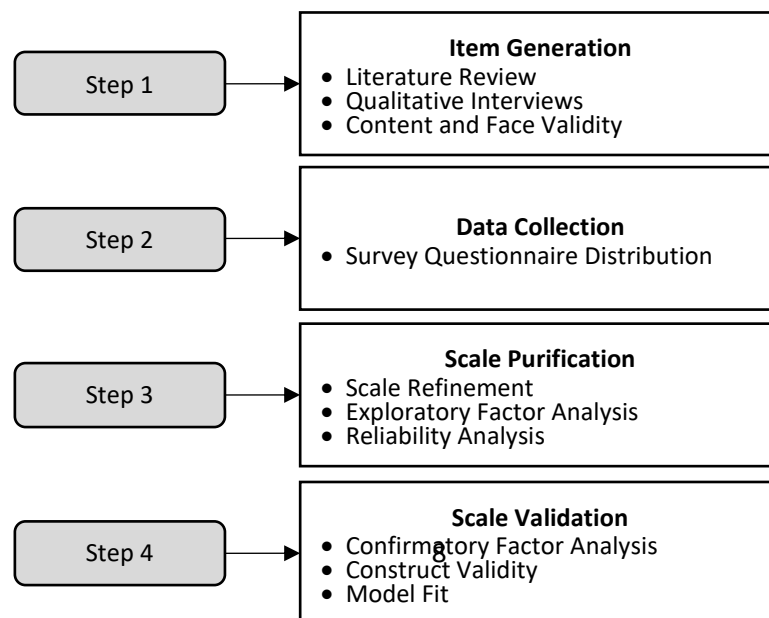 Step 1
Item Generation
• Literature Review
• Qualitative Interviews
• Content and Face Validity
Step 2
Data Collection
• Survey Questionnaire Distribution
Step 3
Scale Purification
• Scale Refinement
• Exploratory Factor Analysis
• Reliability Analysis
Step 4
Scale Validation
• Confirmatory Factor Analysis
8
• Construct Validity
• Model Fit